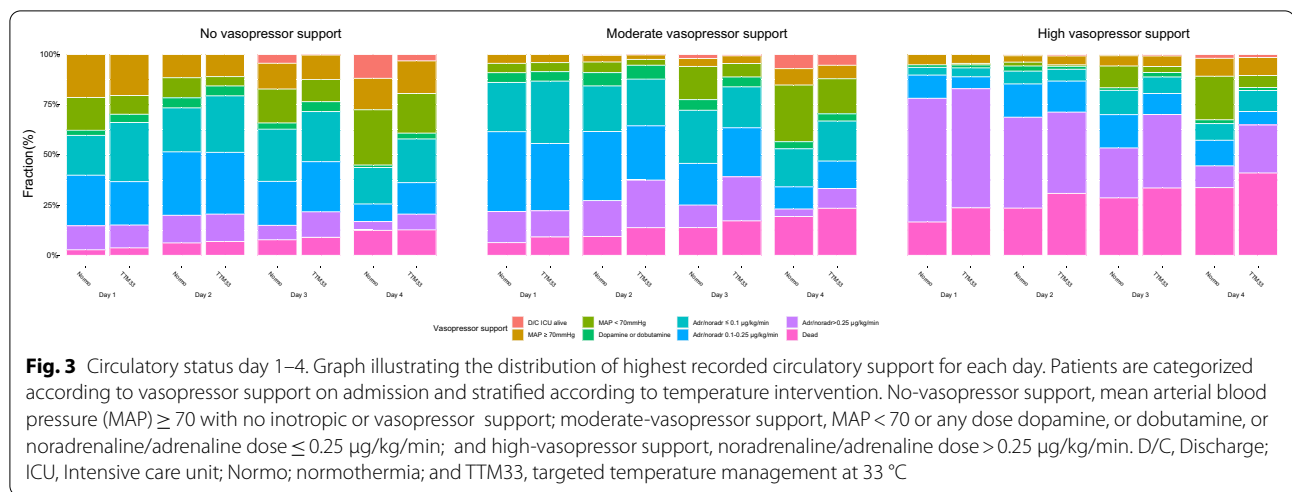 No vasopressor support
Moderate vasopressor support
High vasopressor support
Fraction(%)
100%
75%
50%
25%
0%
Normo TTM33 Normo TTM33 Normo TTM33 Normo TTM33
Day 1 Day 2 Day 3 Day 4
Normo TTM33 Normo TTM33 Normo TTM33 Normo TTM33
Day 1 Day 2 Day 3 Day 4
Normo TTM33 Normo TTM33 Normo TTM33 Normo TTM33
Day 1 Day 2 Day 3 Day 4
Vasopressor support
D/C ICU alive MAP < 70mmHg Adr/noradr ≤ 0.1 µg/kg/min Adr/noradr>0.25 µg/kg/min
MAP ≥ 70mmHg Dopamine or dobutamine Adr/noradr 0.1-0.25 µg/kg/min Dead
Fig. 3 Circulatory status day 1–4. Graph illustrating the distribution of highest recorded circulatory support for each day. Patients are categorized
according to vasopressor support on admission and stratified according to temperature intervention. No-vasopressor support, mean arterial blood
pressure (MAP) ≥ 70 with no inotropic or vasopressor support; moderate-vasopressor support, MAP < 70 or any dose dopamine, or dobutamine, or
noradrenaline/adrenaline dose ≤ 0.25 µg/kg/min; and high-vasopressor support, noradrenaline/adrenaline dose > 0.25 µg/kg/min. D/C, Discharge;
ICU, Intensive care unit; Normo; normothermia; and TTM33, targeted temperature management at 33 °C